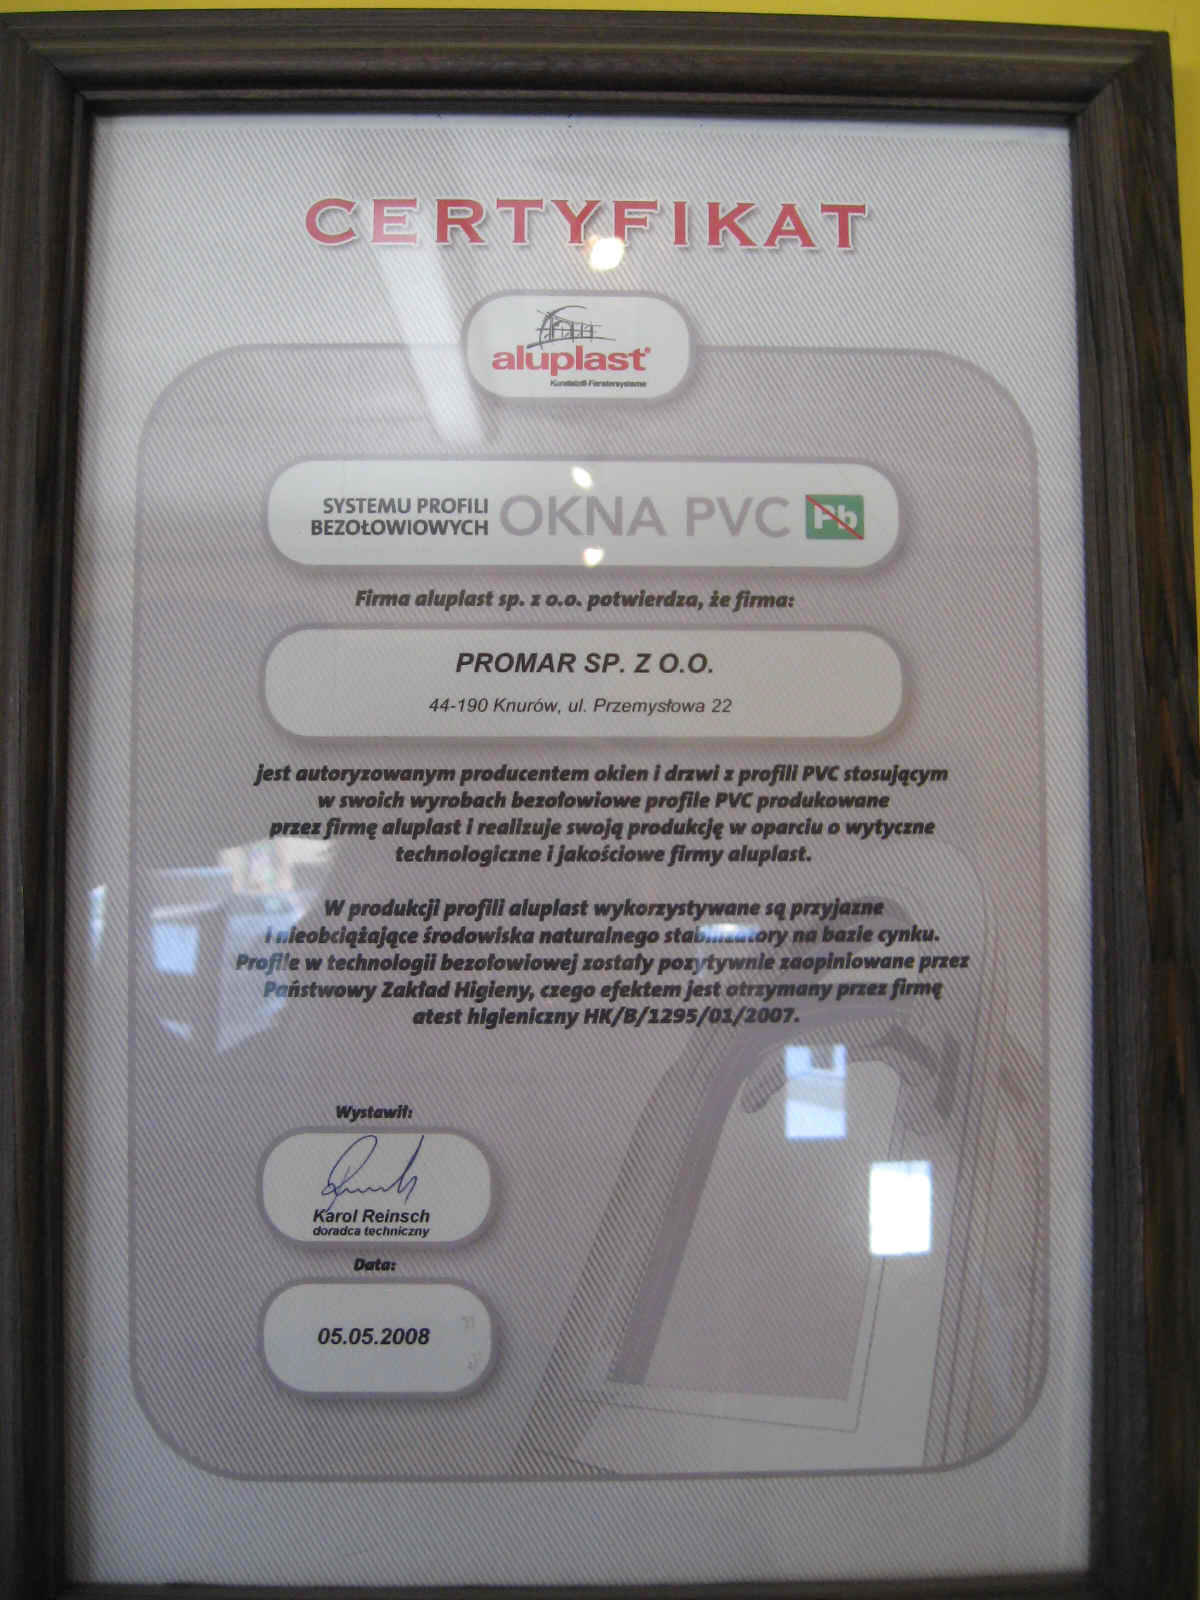 CERTYFIKAT
aluplast®
Kunststoff-Fenstersysteme
SYSTEMU PROFILI
BEZOŁOWIOWYCH
OKNA PVC
Pb
Firma aluplast sp. z o.o. potwierdza, że firma:
PROMAR SP. Z O.O.
44-190 Knurów, ul. Przemysłowa 22
jest autoryzowanym producentem okien i drzwi z profili PVC stosującym
w swoich wyrobach bezołowiowe profile PVC produkowane
przez firmę aluplast i realizuje swoją produkcję w oparciu o wytyczne
technologiczne i jakościowe firmy aluplast.
W produkcji profili aluplast wykorzystywane są przyjazne
i nieobciążające środowiska naturalnego stabilizatory na bazie cynku.
Profile w technologii bezołowiowej zostały pozytywnie zaopiniowane przez
Państwowy Zakład Higieny, czego efektem jest otrzymany przez firmę
atest higieniczny HK/B/1295/01/2007.
Wystawił:
Karol Reinsch
doradca techniczny
Data:
05.05.2008